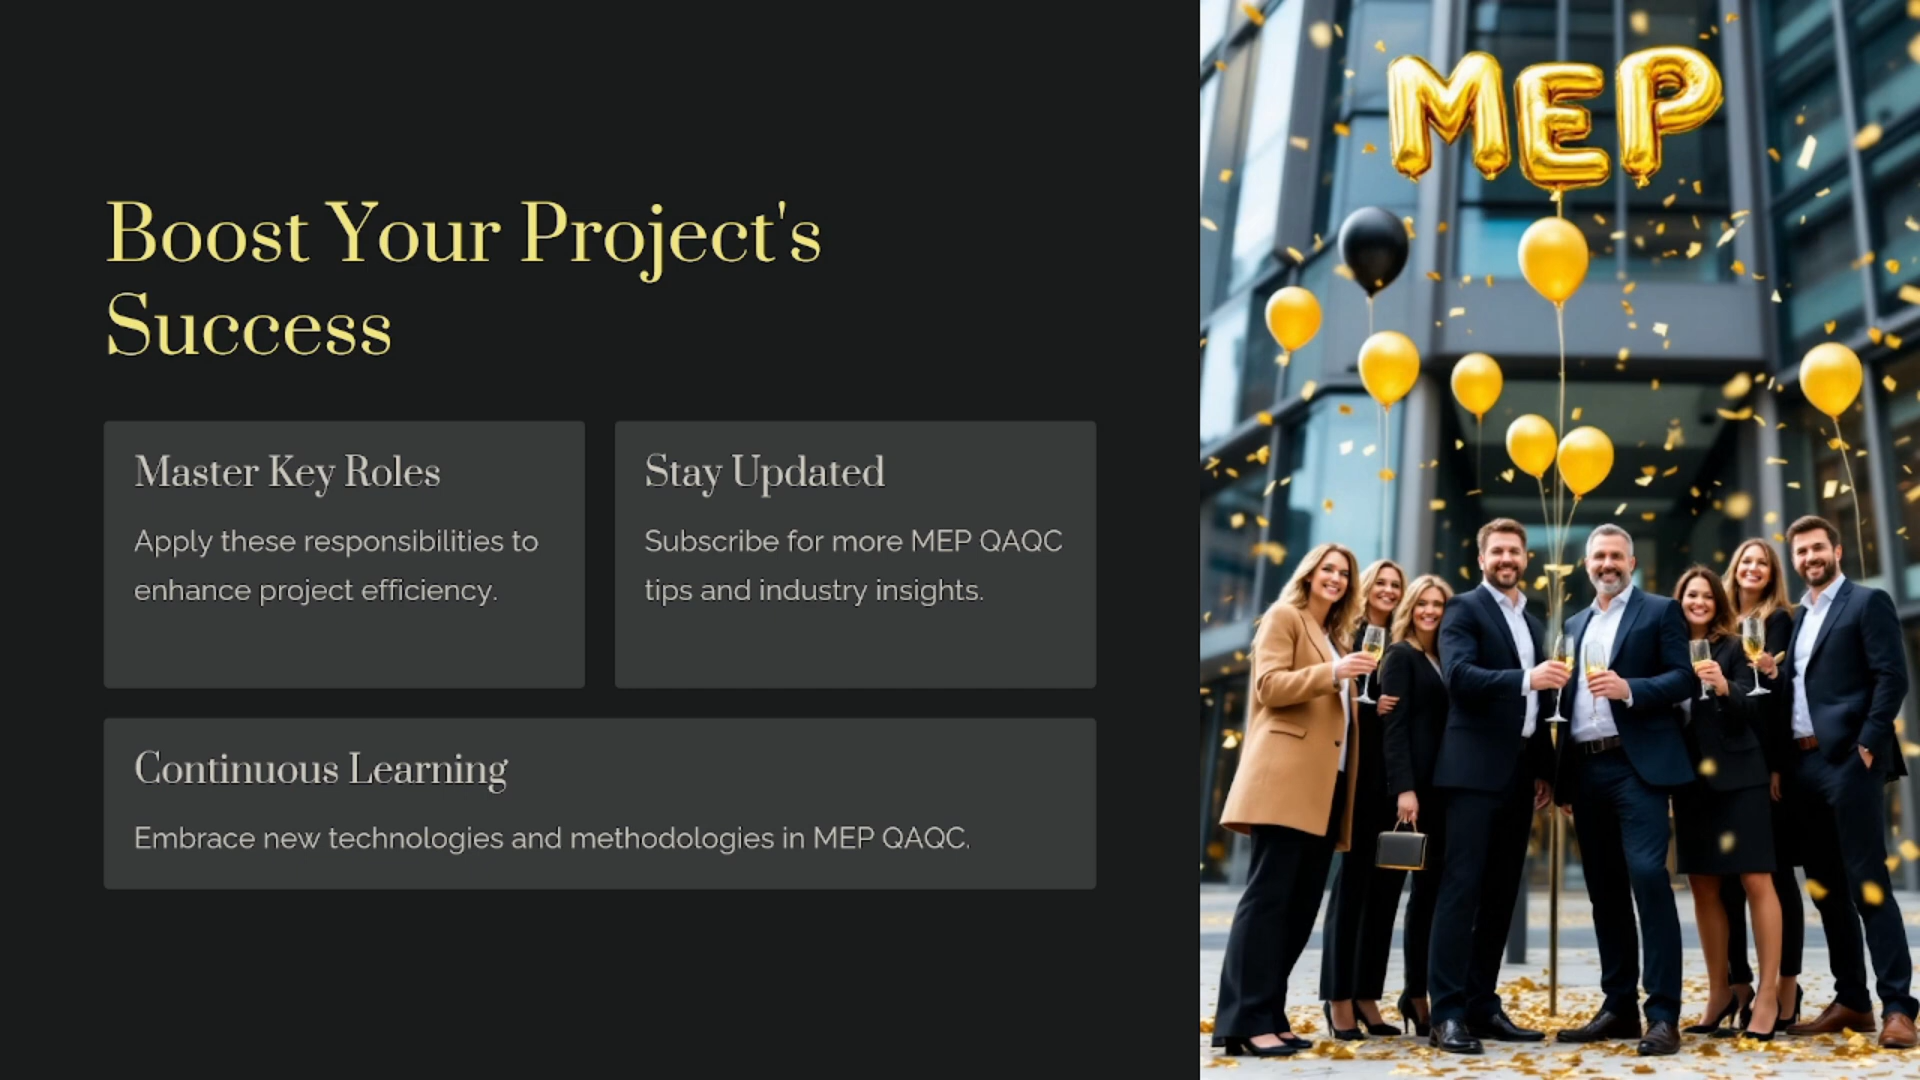 Boost Your Project's
Success
Master Key Roles
Apply these responsibilities to
enhance project efficiency.
Stay Updated
Subscribe for more MEP QAQC
tips and industry insights.
Continuous Learning
Embrace new technologies and methodologies in MEP QAQC.
MEP